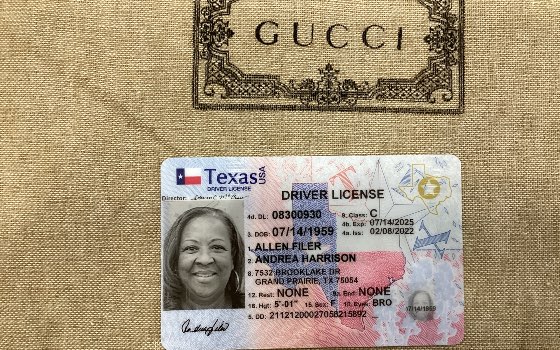 GUCCI
Texas USA
DRIVER LICENSE
Director:
DRIVER LICENSE
4d. DL: 08300930 9. Class: C
4b. Exp: 07/14/2025
3. DOB: 07/14/1959 4a. Iss: 02/08/2022
1. ALLEN FILER
2. ANDREA HARRISON
8. 7532 BROOKLAKE DR
GRAND PRAIRIE, TX 75054
12. Rest: NONE 9a. End: NONE
16. Hgt: 5'-01" 15. Sex: F 18. Eyes: BRO
5. DD: 21121200027058215892
07/14/1959